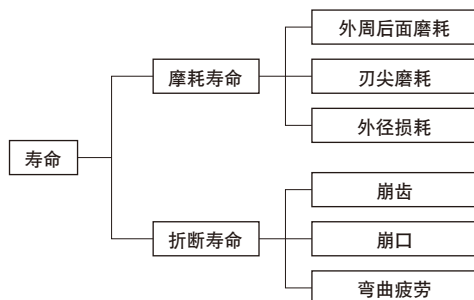 外周后面磨耗
摩耗寿命
刃尖磨耗
外径损耗
寿命
崩齿
折断寿命
崩口
弯曲疲劳